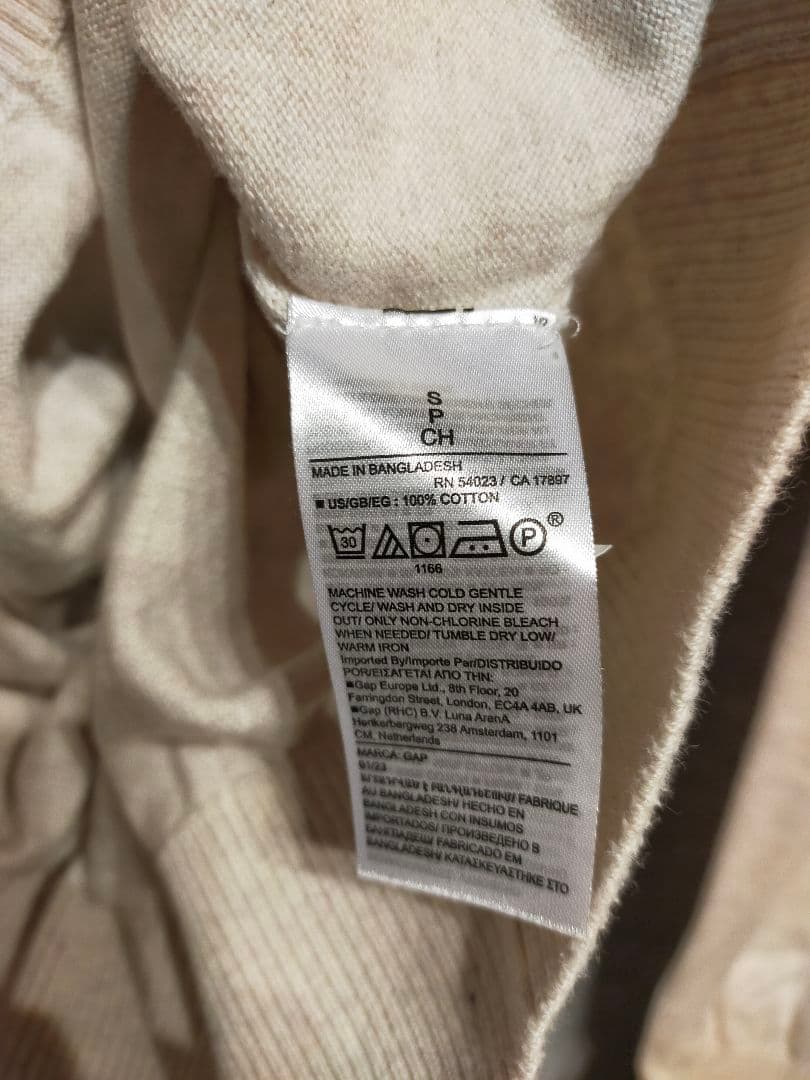 S
P
CH
MADE IN BANGLADESH
RN 54023 / CA 17897
■ US/GB/EG : 100% COTTON
30 P ®
1166
MACHINE WASH COLD GENTLE
CYCLE/ WASH AND DRY INSIDE
OUT/ ONLY NON-CHLORINE BLEACH
WHEN NEEDED/ TUMBLE DRY LOW/
WARM IRON
Imported By/Importe Par/DISTRIBUIDO
POR/ΕΙΣΑΓΕΤΑΙ ΑΠΟ ΤΗΝ:
■Gap Europe Ltd., 8th Floor, 20
Farringdon Street, London, EC4A 4AB, UK
■Gap (RHC) B.V. Luna ArenA
Herikerbergweg 238 Amsterdam, 1101
CM, Netherlands
MARCA: GAP
01/23
FABRIQUE
AU BANGLADESH/ HECHO EN
BANGLADESH CON INSUMOS
IMPORTADOS/ ПРОИЗВЕДЕНО В
БАНГЛАДЕШ/ FABRICADO EM
BANGLADESH/ ΚΑΤΑΣΚΕΥΑΣΤΗΚΕ ΣΤΟ